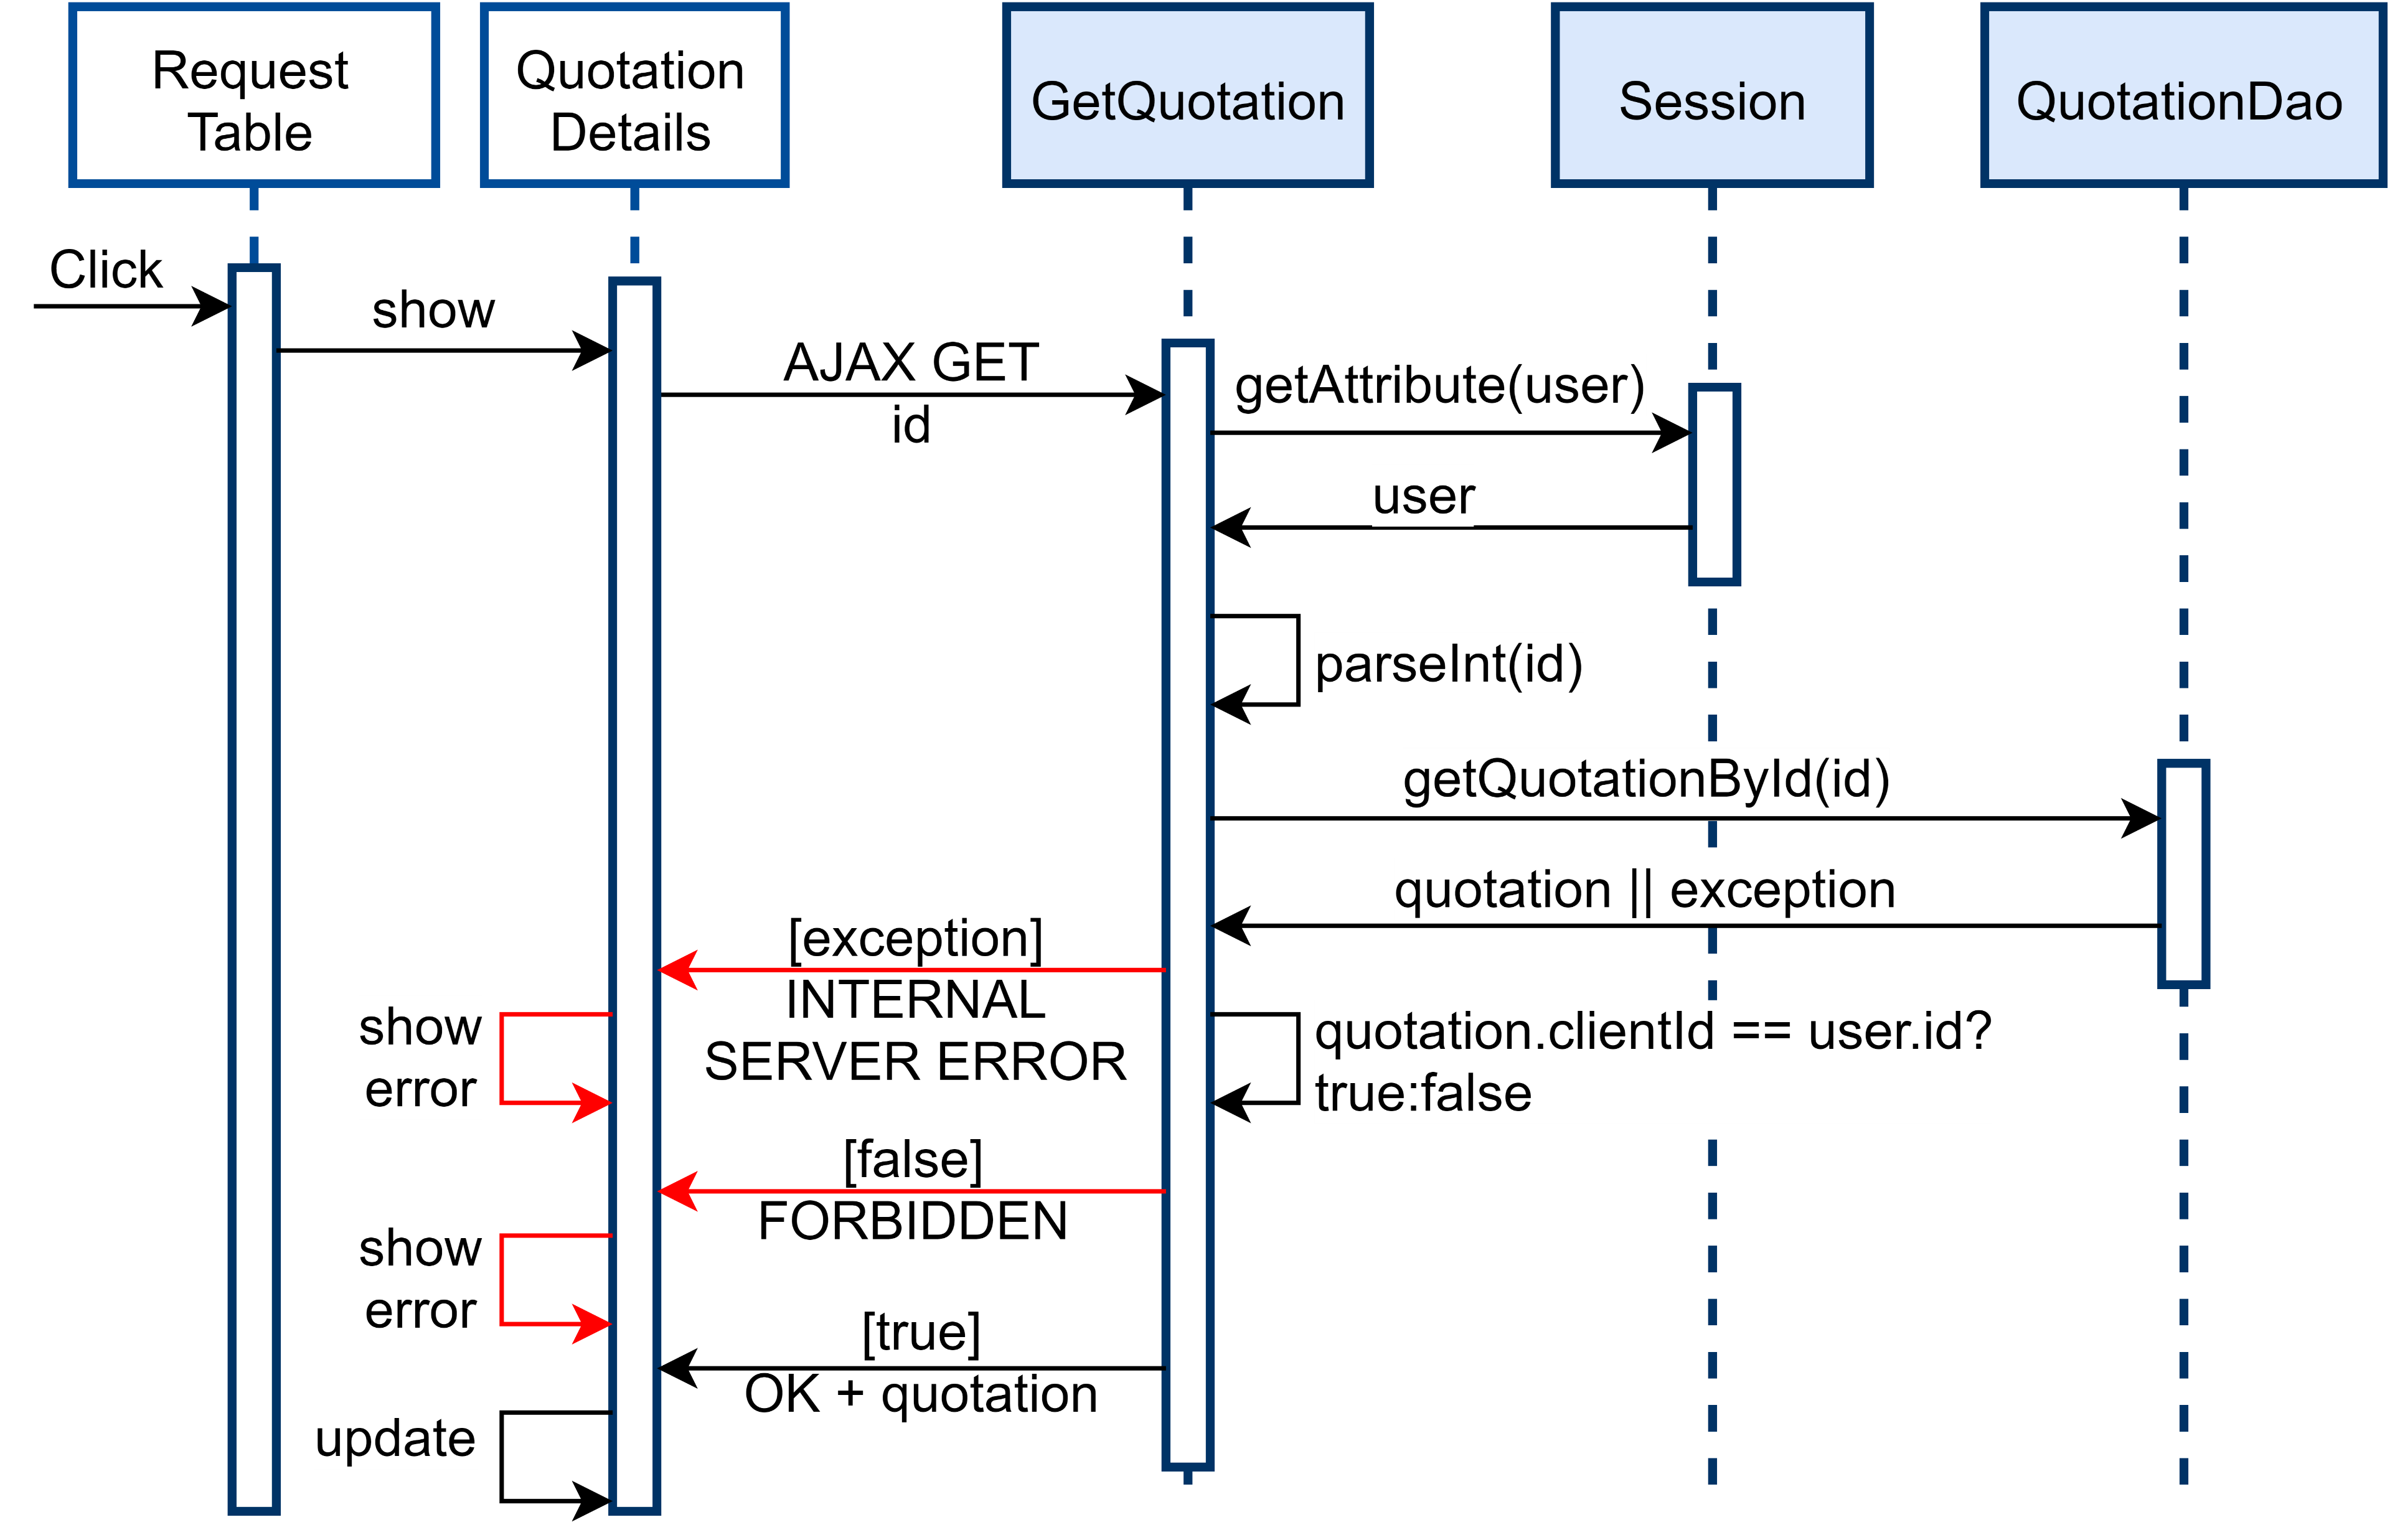 Request
Table
Quotation
Details
GetQuotation
Session
QuotationDao
Click
show
AJAX GET
id
getAttribute(user)
user
parseInt(id)
getQuotationById(id)
quotation || exception
[exception]
INTERNAL
SERVER ERROR
show
error
quotation.clientId == user.id?
true:false
[false]
FORBIDDEN
show
error
[true]
OK + quotation
update